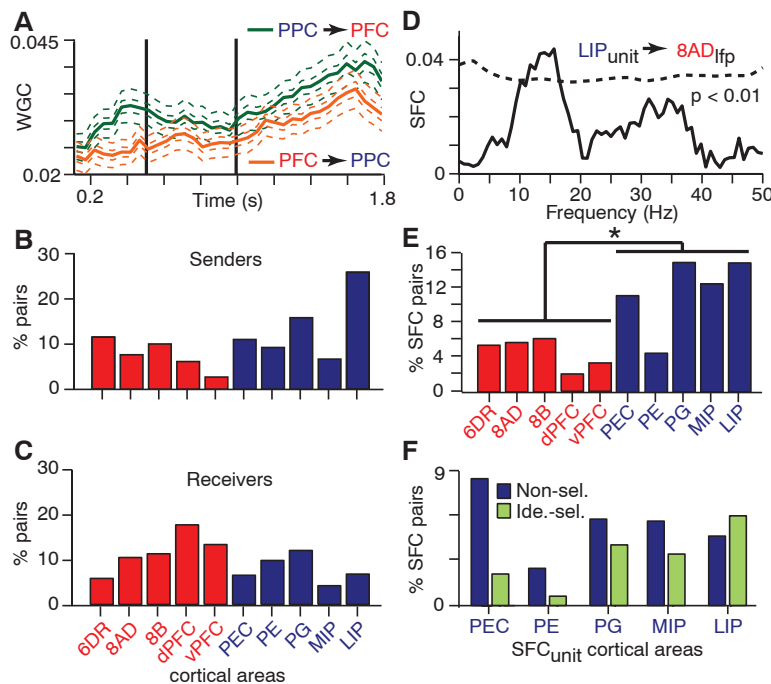 A
0.045
WGC
0.02
PPC → PFC
PFC → PPC
0.2
Time (s)
1.8
B
30
20
10
0
% pairs
Senders
C
30
20
10
0
% pairs
Receivers
6DR
8AD
8B
dPFC
vPFC
PEC
PE
PG
MIP
LIP
cortical areas
D
0.04
0
SFC
LIPunit → 8ADlfp
p < 0.01
0
10
20
30
40
50
Frequency (Hz)
E
16
12
8
4
0
% SFC pairs
*
6DR
8AD
8B
dPFC
vPFC
PEC
PE
PG
MIP
LIP
F
9
0
% SFC pairs
Non-sel.
Ide.-sel.
PEC
PE
PG
MIP
LIP
SFCunit cortical areas